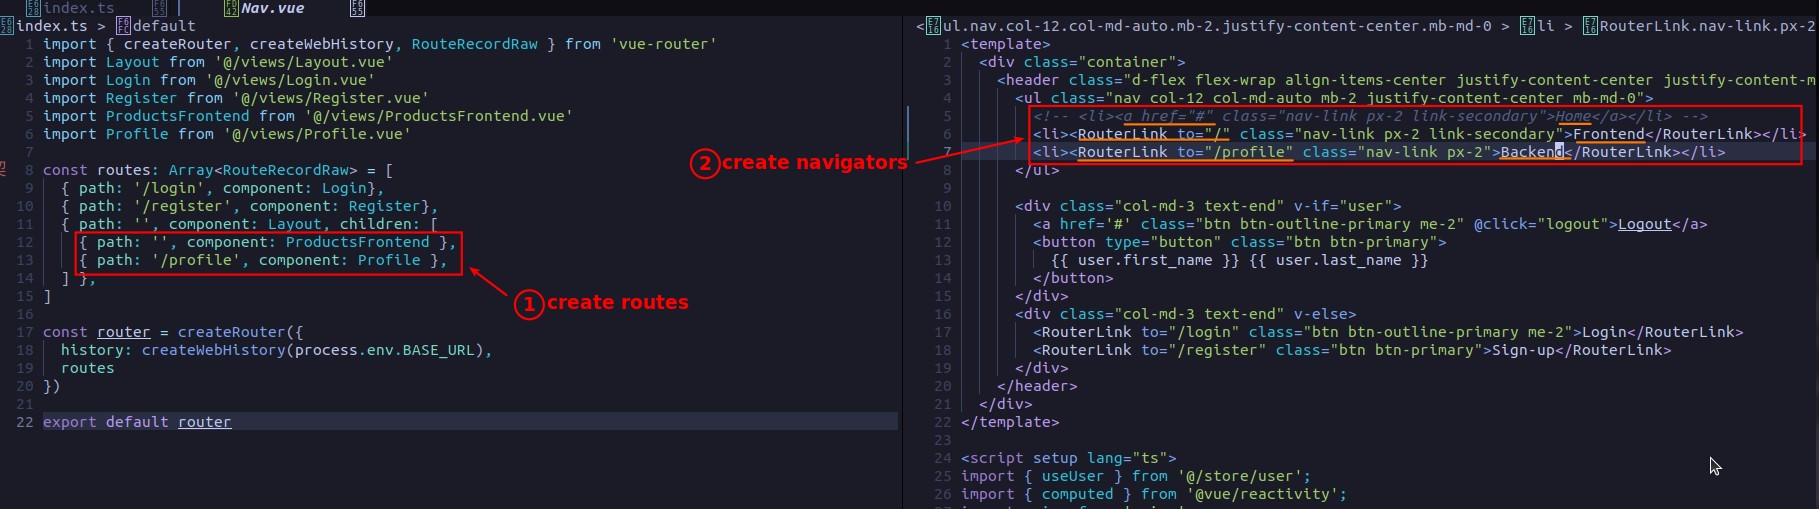 index.ts
Nav.vue
index.ts > default
1 import { createRouter, createWebHistory, RouteRecordRaw } from 'vue-router'
2 import Layout from '@/views/Layout.vue'
3 import Login from '@/views/Login.vue'
4 import Register from '@/views/Register.vue'
5 import ProductsFrontend from '@/views/ProductsFrontend.vue'
6 import Profile from '@/views/Profile.vue'
7
8 const routes: Array<RouteRecordRaw> = [
9 { path: '/login', component: Login},
10 { path: '/register', component: Register},
11 { path: '', component: Layout, children: [
12 { path: '', component: ProductsFrontend },
13 { path: '/profile', component: Profile },
14 ] },
15 ]
16
17 const router = createRouter({
18 history: createWebHistory(process.env.BASE_URL),
19 routes
20 })
21
22 export default router
1 create routes
<ul.nav.col-12.col-md-auto.mb-2.justify-content-center.mb-md-0 > li > RouterLink.nav-link.px-2
1 <template>
2 <div class="container">
3 <header class="d-flex flex-wrap align-items-center justify-content-center justify-content-m
4 <ul class="nav col-12 col-md-auto mb-2 justify-content-center mb-md-0">
5 <!-- <li><a href="#" class="nav-link px-2 link-secondary">Home</a></li> -->
6 <li><RouterLink to="/" class="nav-link px-2 link-secondary">Frontend</RouterLink></li>
7 <li><RouterLink to="/profile" class="nav-link px-2">Backend</RouterLink></li>
8 </ul>
9
10 <div class="col-md-3 text-end" v-if="user">
11 <a href='#' class="btn btn-outline-primary me-2" @click="logout">Logout</a>
12 <button type="button" class="btn btn-primary">
13 {{ user.first_name }} {{ user.last_name }}
14 </button>
15 </div>
16 <div class="col-md-3 text-end" v-else>
17 <RouterLink to="/login" class="btn btn-outline-primary me-2">Login</RouterLink>
18 <RouterLink to="/register" class="btn btn-primary">Sign-up</RouterLink>
19 </div>
20 </header>
21 </div>
22 </template>
23
24 <script setup lang="ts">
25 import { useUser } from '@/store/user';
26 import { computed } from '@vue/reactivity';
2 create navigators